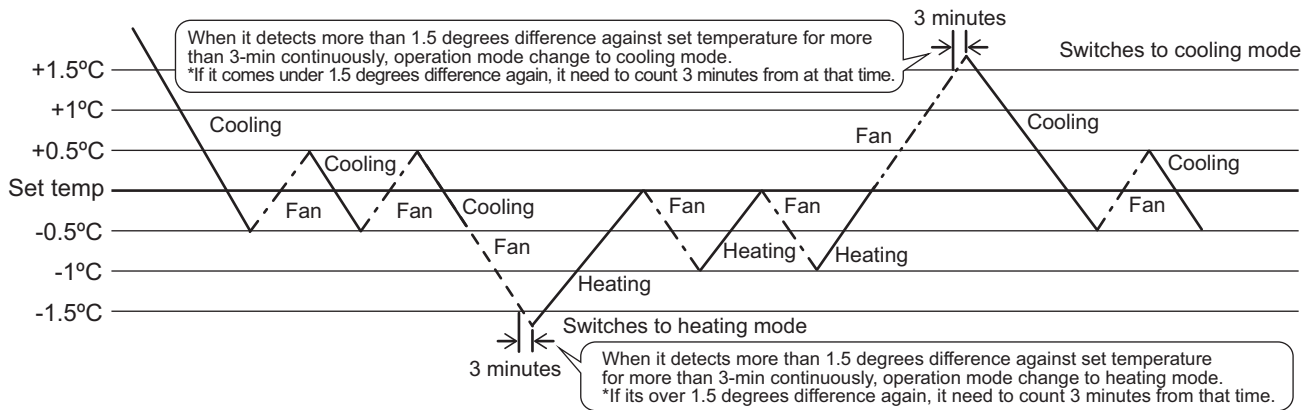 3 minutes
When it detects more than 1.5 degrees difference against set temperature for more
than 3-min continuously, operation mode change to cooling mode.
*If it comes under 1.5 degrees difference again, it need to count 3 minutes from at that time.
Switches to cooling mode
+1.5ºC
+1ºC
Cooling
Fan
Cooling
+0.5ºC
Cooling
Cooling
Set temp
Fan
Fan
Cooling
Fan
Fan
Fan
-0.5ºC
Fan
Heating
Heating
-1ºC
Heating
-1.5ºC
Switches to heating mode
3 minutes
When it detects more than 1.5 degrees difference against set temperature
for more than 3-min continuously, operation mode change to heating mode.
*If its over 1.5 degrees difference again, it need to count 3 minutes from that time.